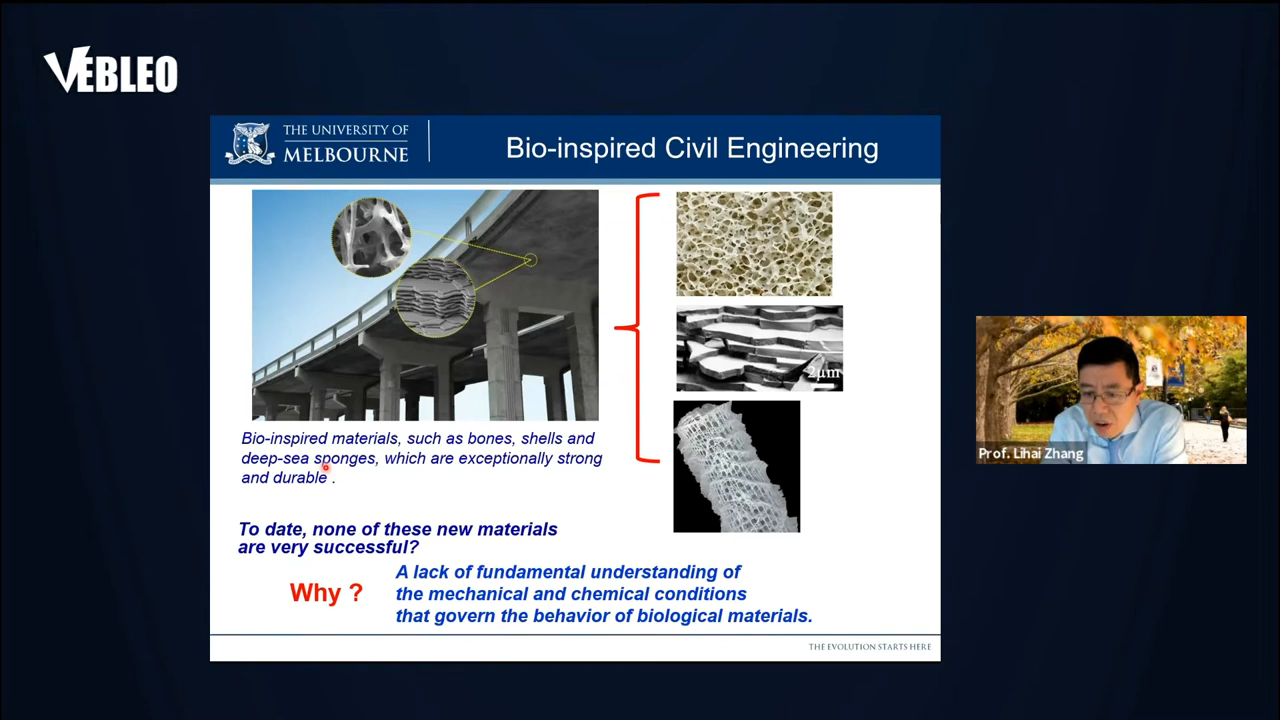 VEBLEO
THE UNIVERSITY OF
MELBOURNE
Bio-inspired Civil Engineering
2μm
Bio-inspired materials, such as bones, shells and
deep-sea sponges, which are exceptionally strong
and durable .
To date, none of these new materials
are very successful?
Why ?
A lack of fundamental understanding of
the mechanical and chemical conditions
that govern the behavior of biological materials.
THE EVOLUTION STARTS HERE
Prof. Lihai Zhang